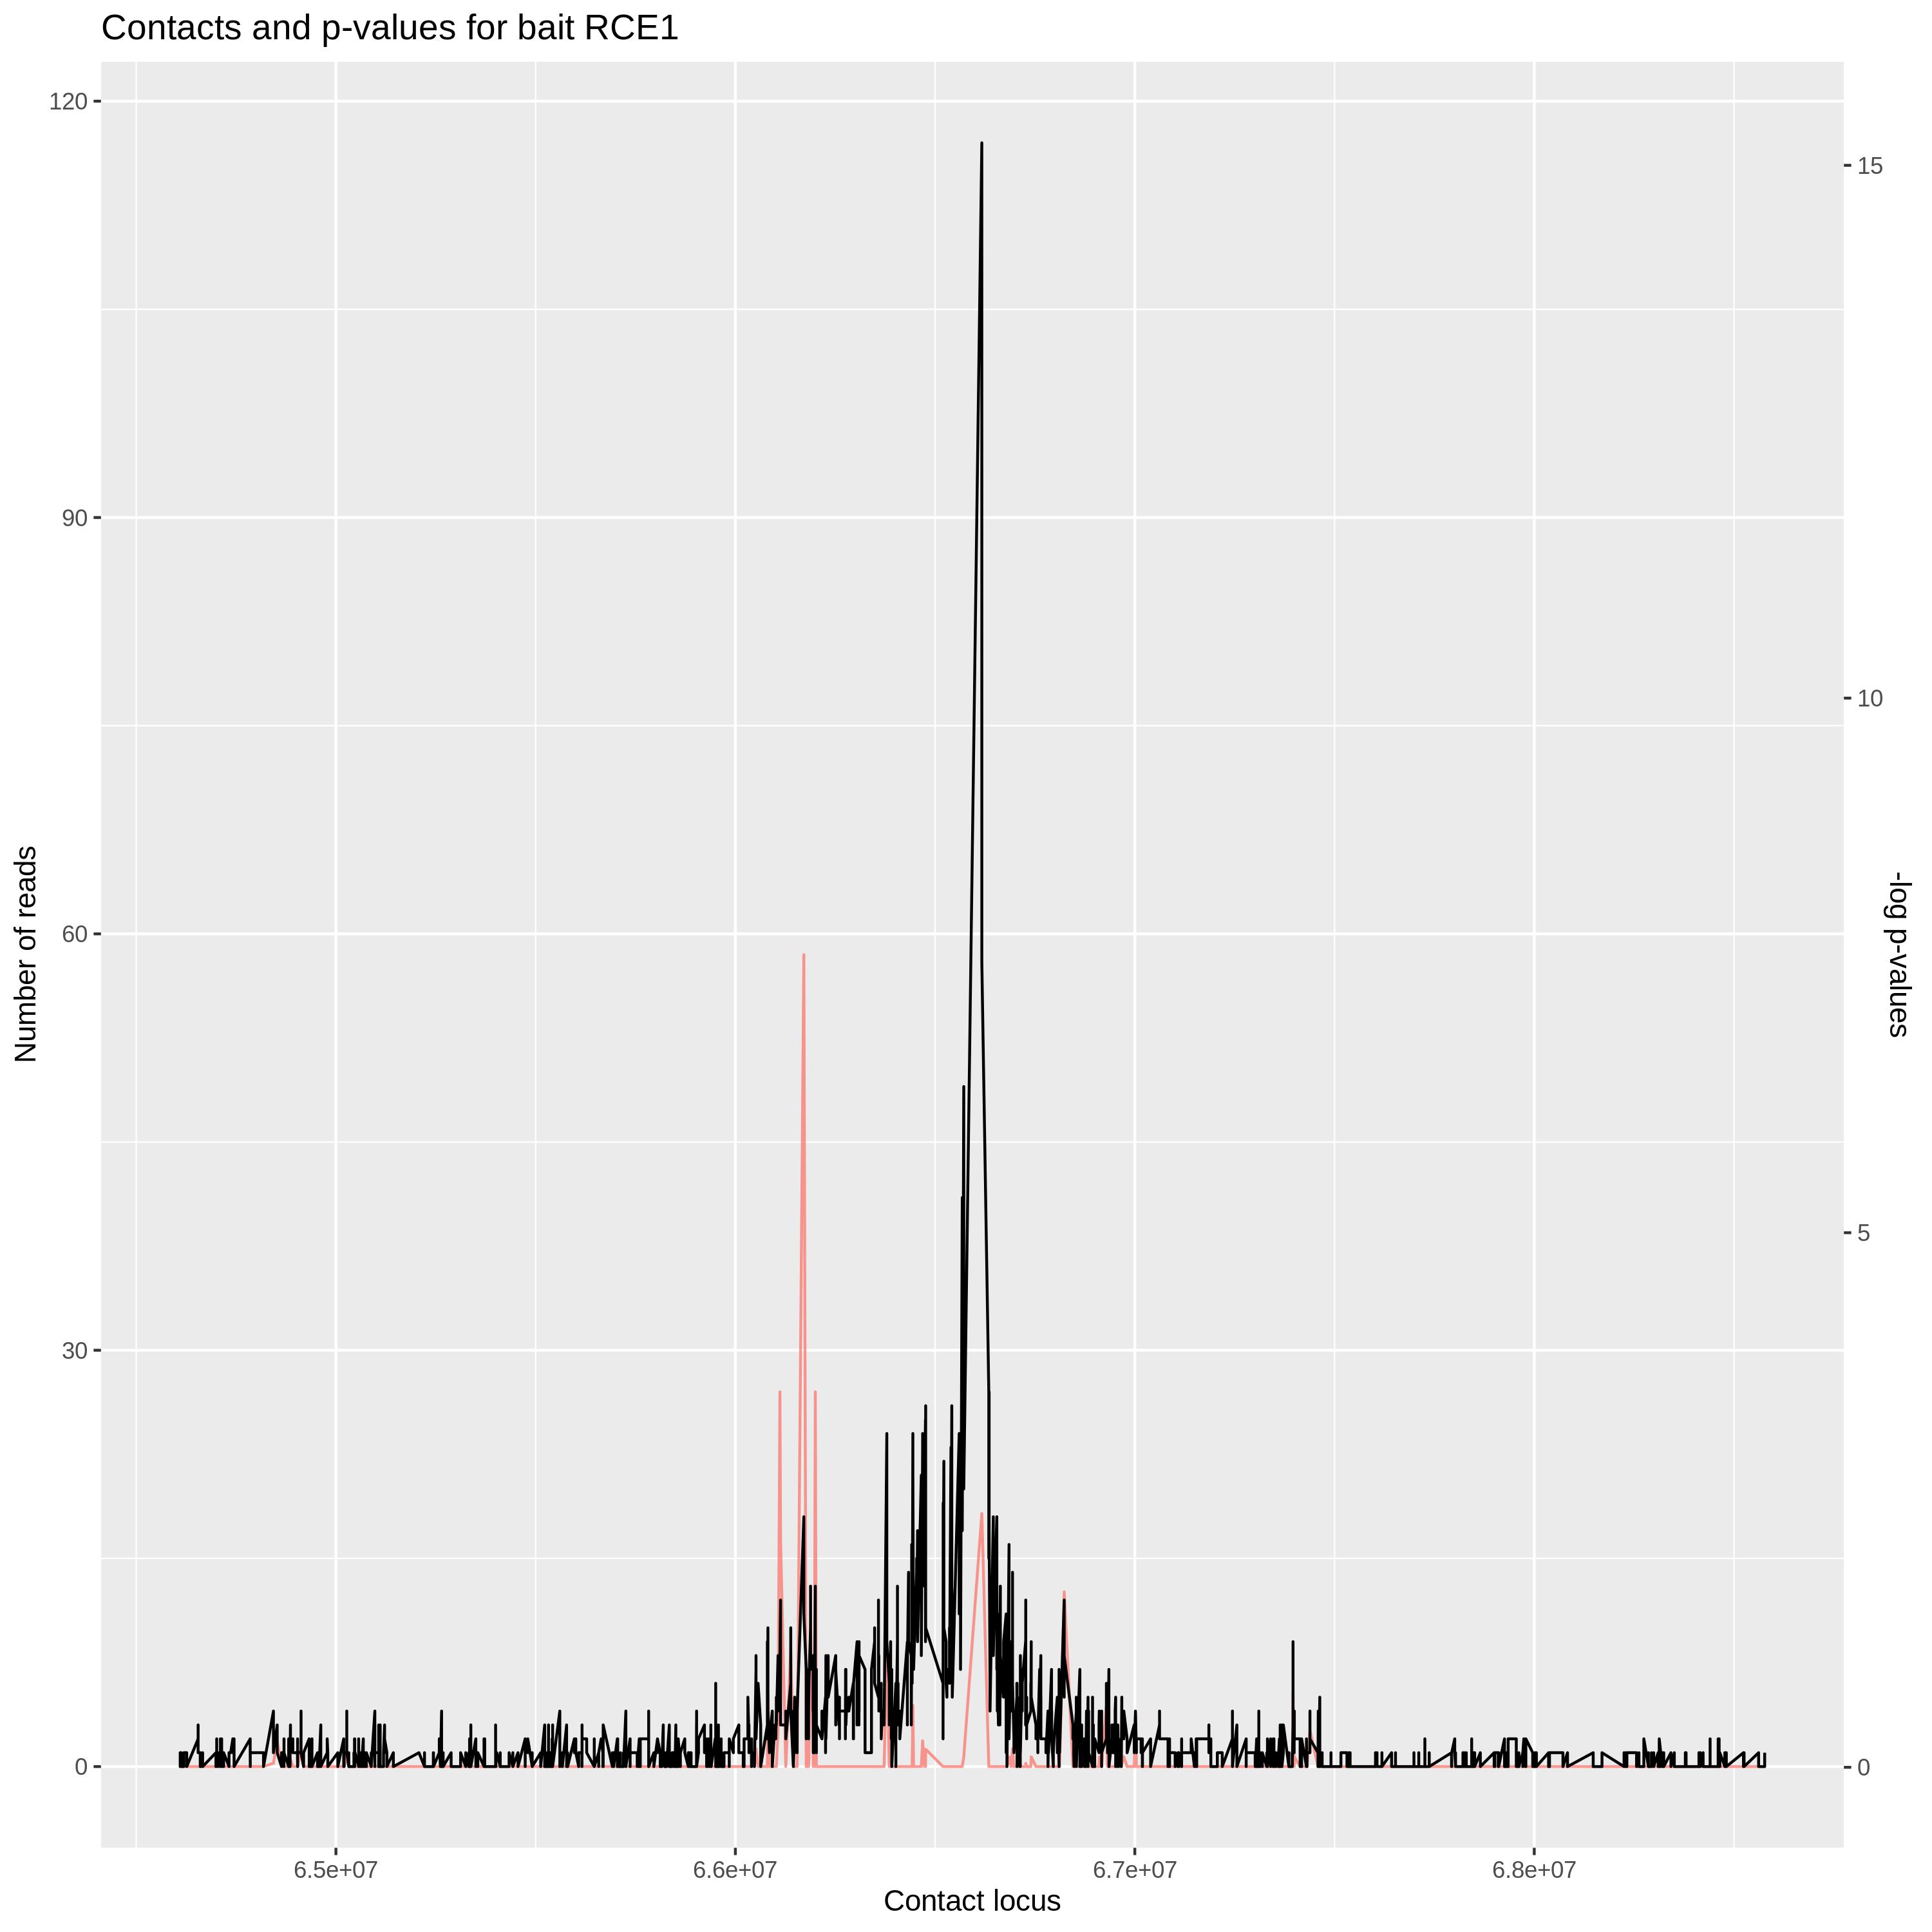 Contacts and p-values for bait RCE1
120
90
60
30
0
Number of reads
15
10
5
0
-log p-values
6.5e+07
6.6e+07
6.7e+07
6.8e+07
Contact locus